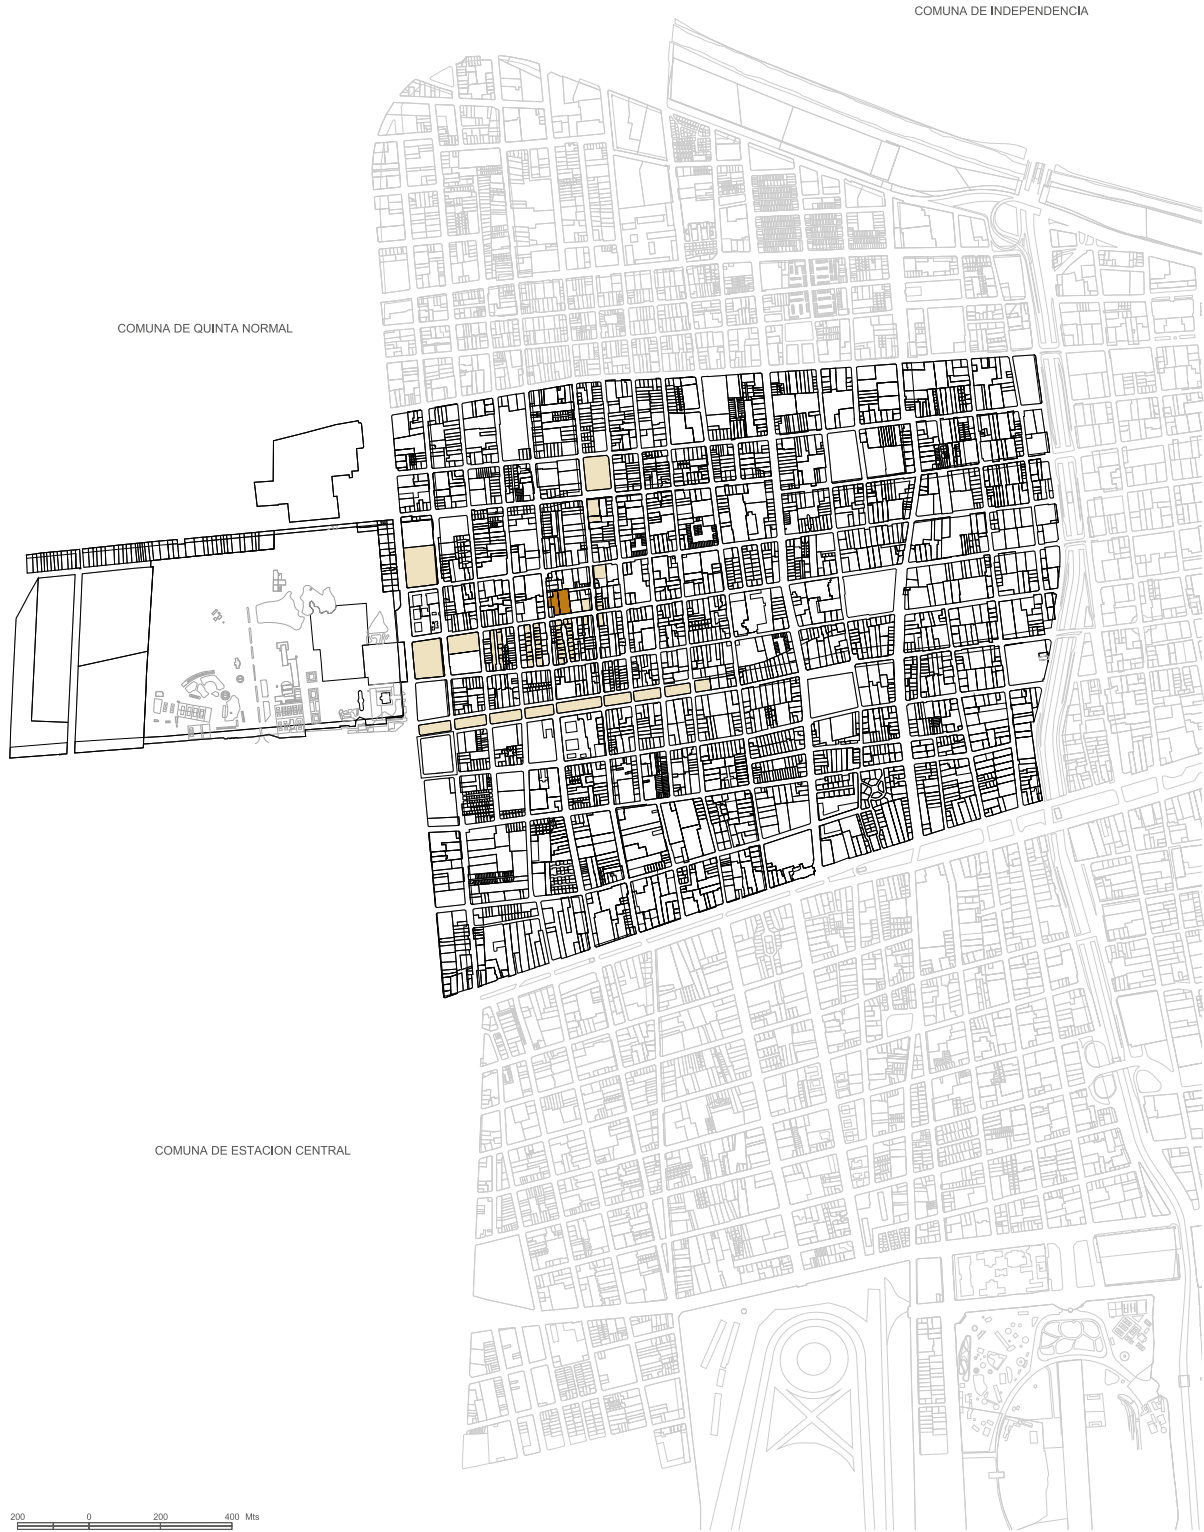 COMUNA DE INDEPENDENCIA
COMUNA DE QUINTA NORMAL
COMUNA DE ESTACION CENTRAL
200 0 200 400 Mts